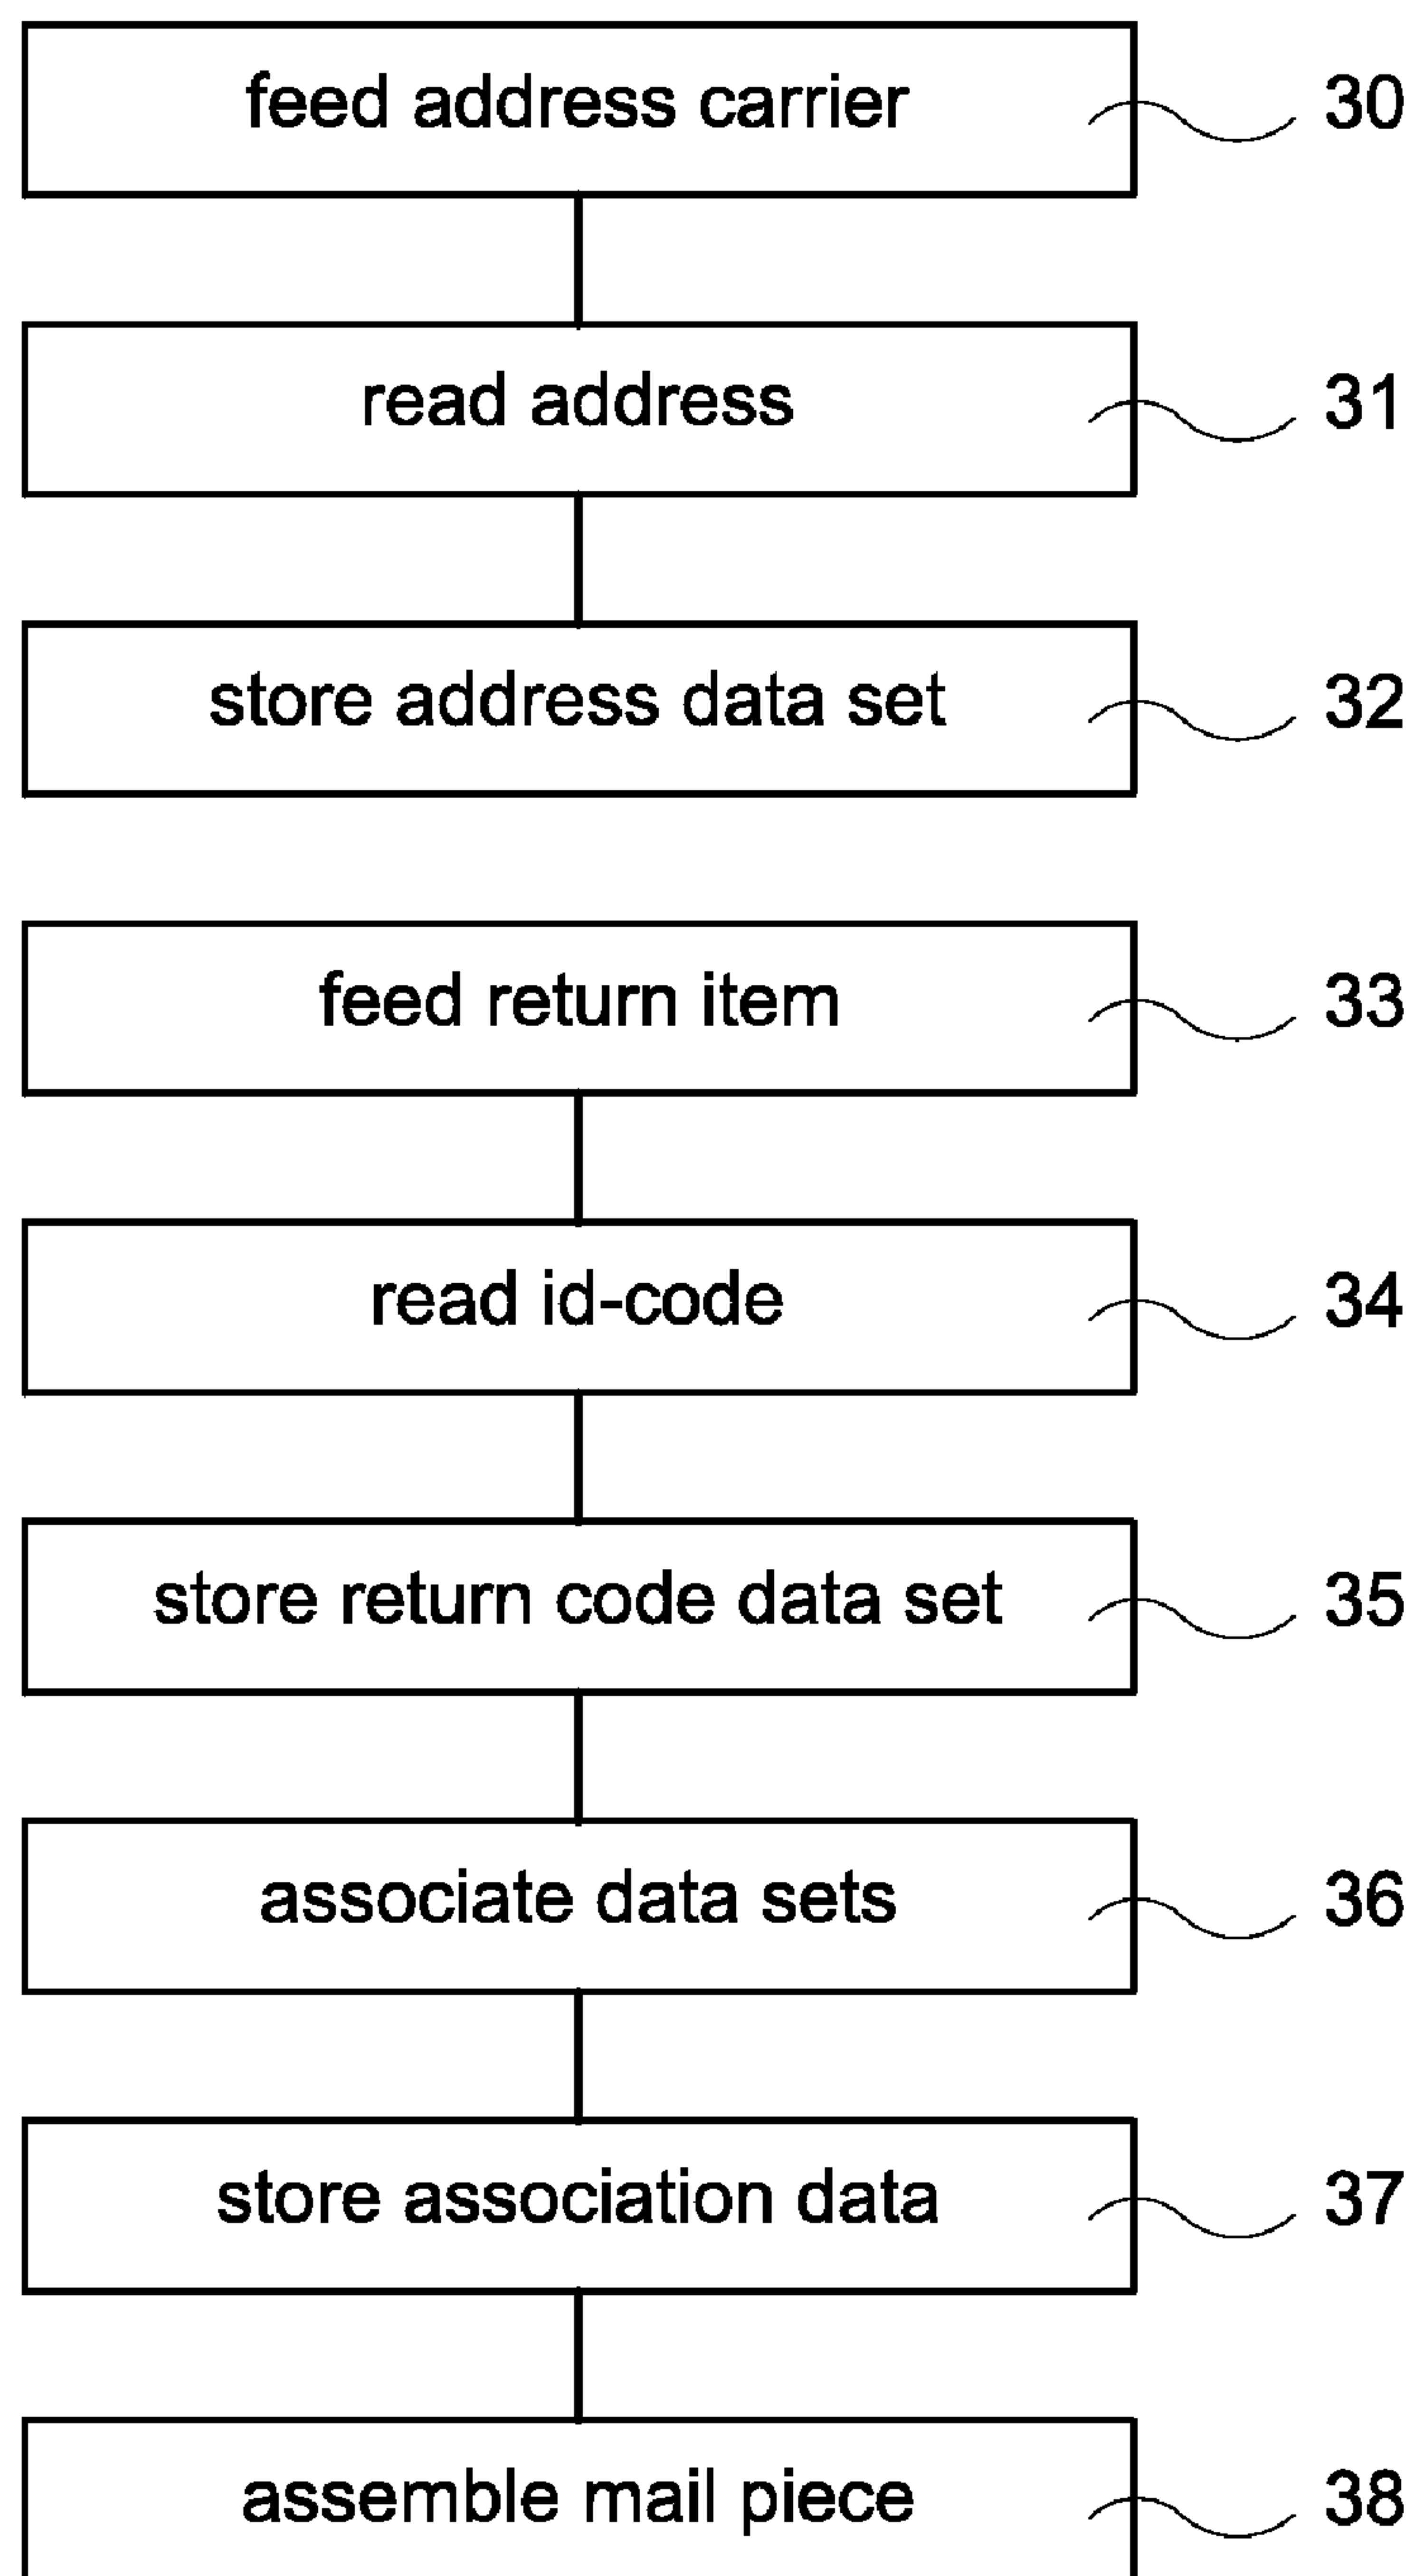 feed address carrier 30
read address 31
store address data set 32
feed return item 33
read id-code 34
store return code data set 35
associate data sets 36
store association data 37
assemble mail piece 38